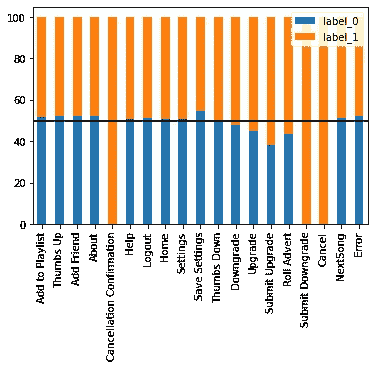 100
80
60
40
20
0
label_0
label_1
Add to Playlist
Thumbs Up
Add Friend
About
Cancellation Confirmation
Help
Logout
Home
Settings
Save Settings
Thumbs Down
Downgrade
Upgrade
Submit Upgrade
Roll Advert
Submit Downgrade
Cancel
NextSong
Error